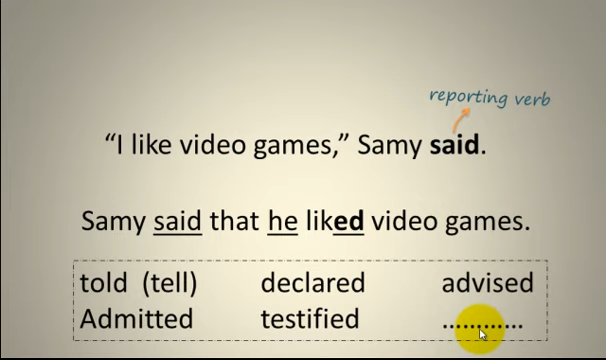 reporting verb
“I like video games,” Samy said.
Samy said that he liked video games.
told (tell) declared advised
Admitted testified ............